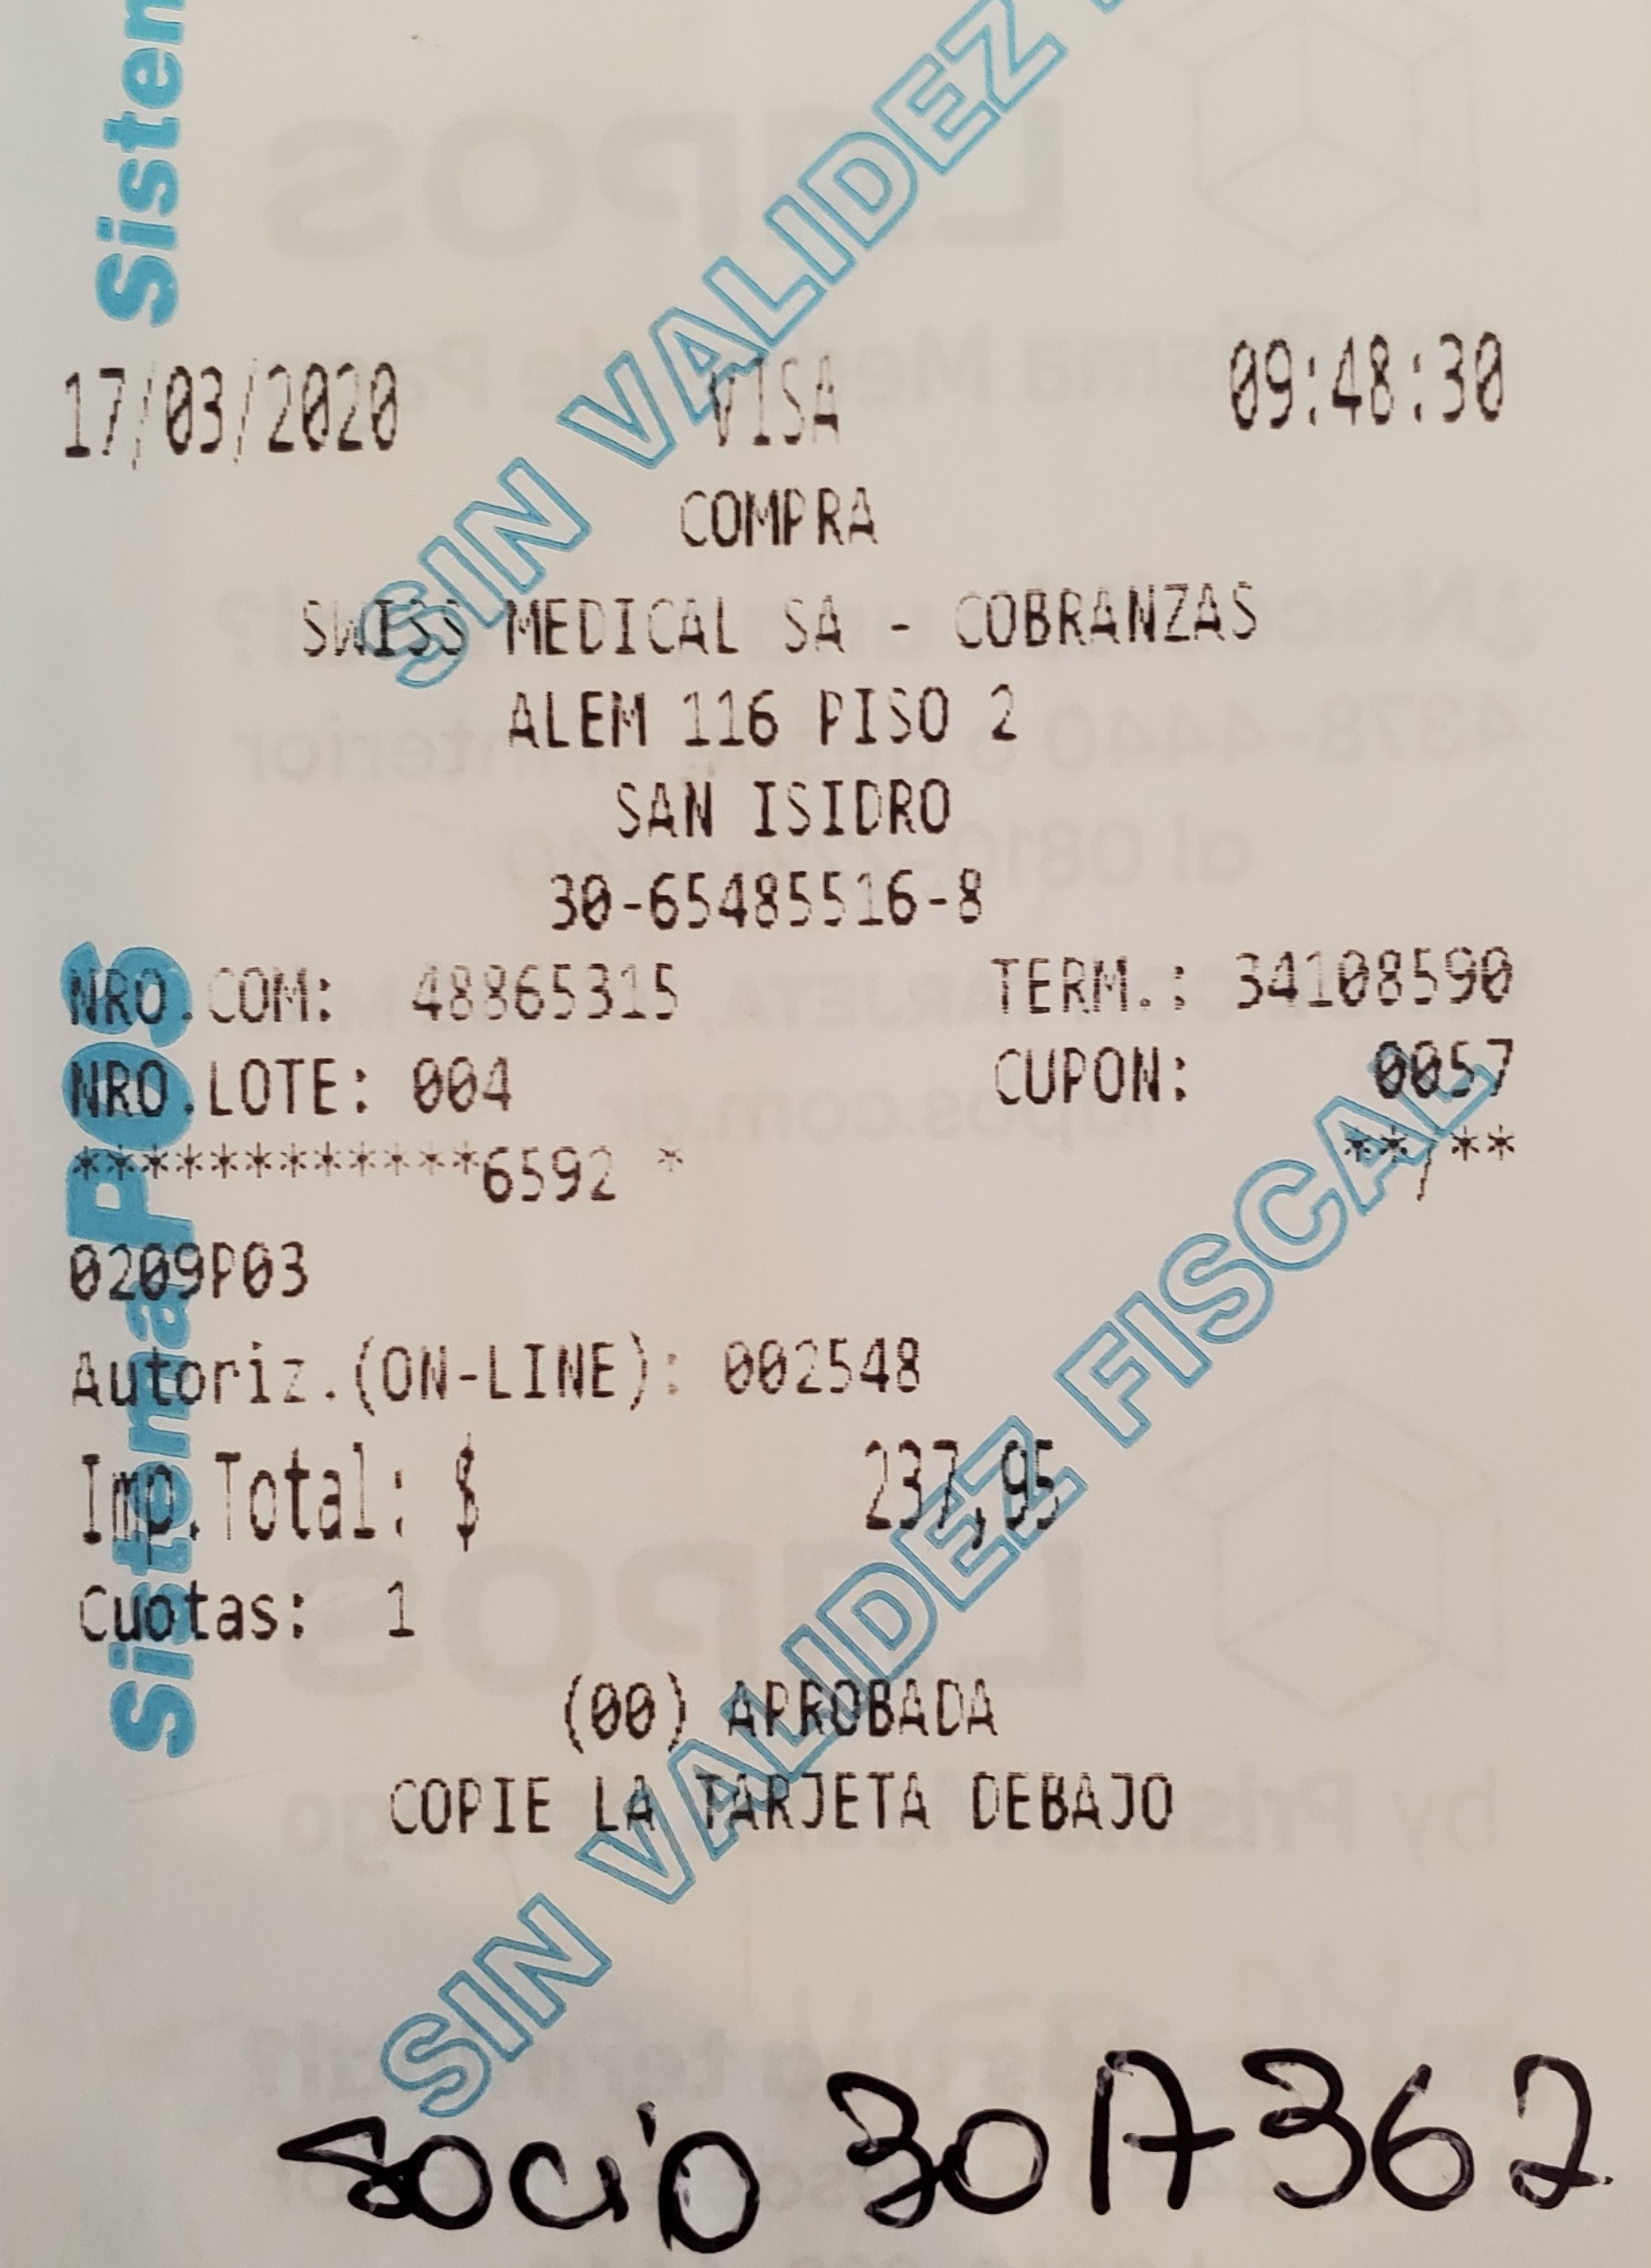 Sistem
SIN VALIDEZ
17/03/2020 VISA 09:48:30
COMPRA
SWISS MEDICAL SA - COBRANZAS
ALEM 116 PISO 2
SAN ISIDRO
30-65485516-8
NRO.COM: 48865315 TERM.: 34108590
NRO.LOTE: 004 CUPON: 0057
************6592 * **/**
0209P03
Autoriz.(ON-LINE): 002548
Imp.Total: $ 237,95
Cuotas: 1
(00) APROBADA
COPIE LA TARJETA DEBAJO
Sistema POS
SIN VALIDEZ FISCAL
socio 3017362